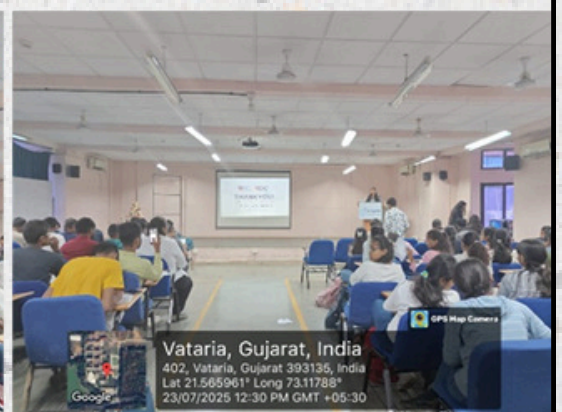 THANK YOU
GPS Map Camera
Vataria, Gujarat, India
402, Vataria, Gujarat 393135, India
Lat 21.565961° Long 73.11788°
23/07/2025 12:30 PM GMT +05:30
Google